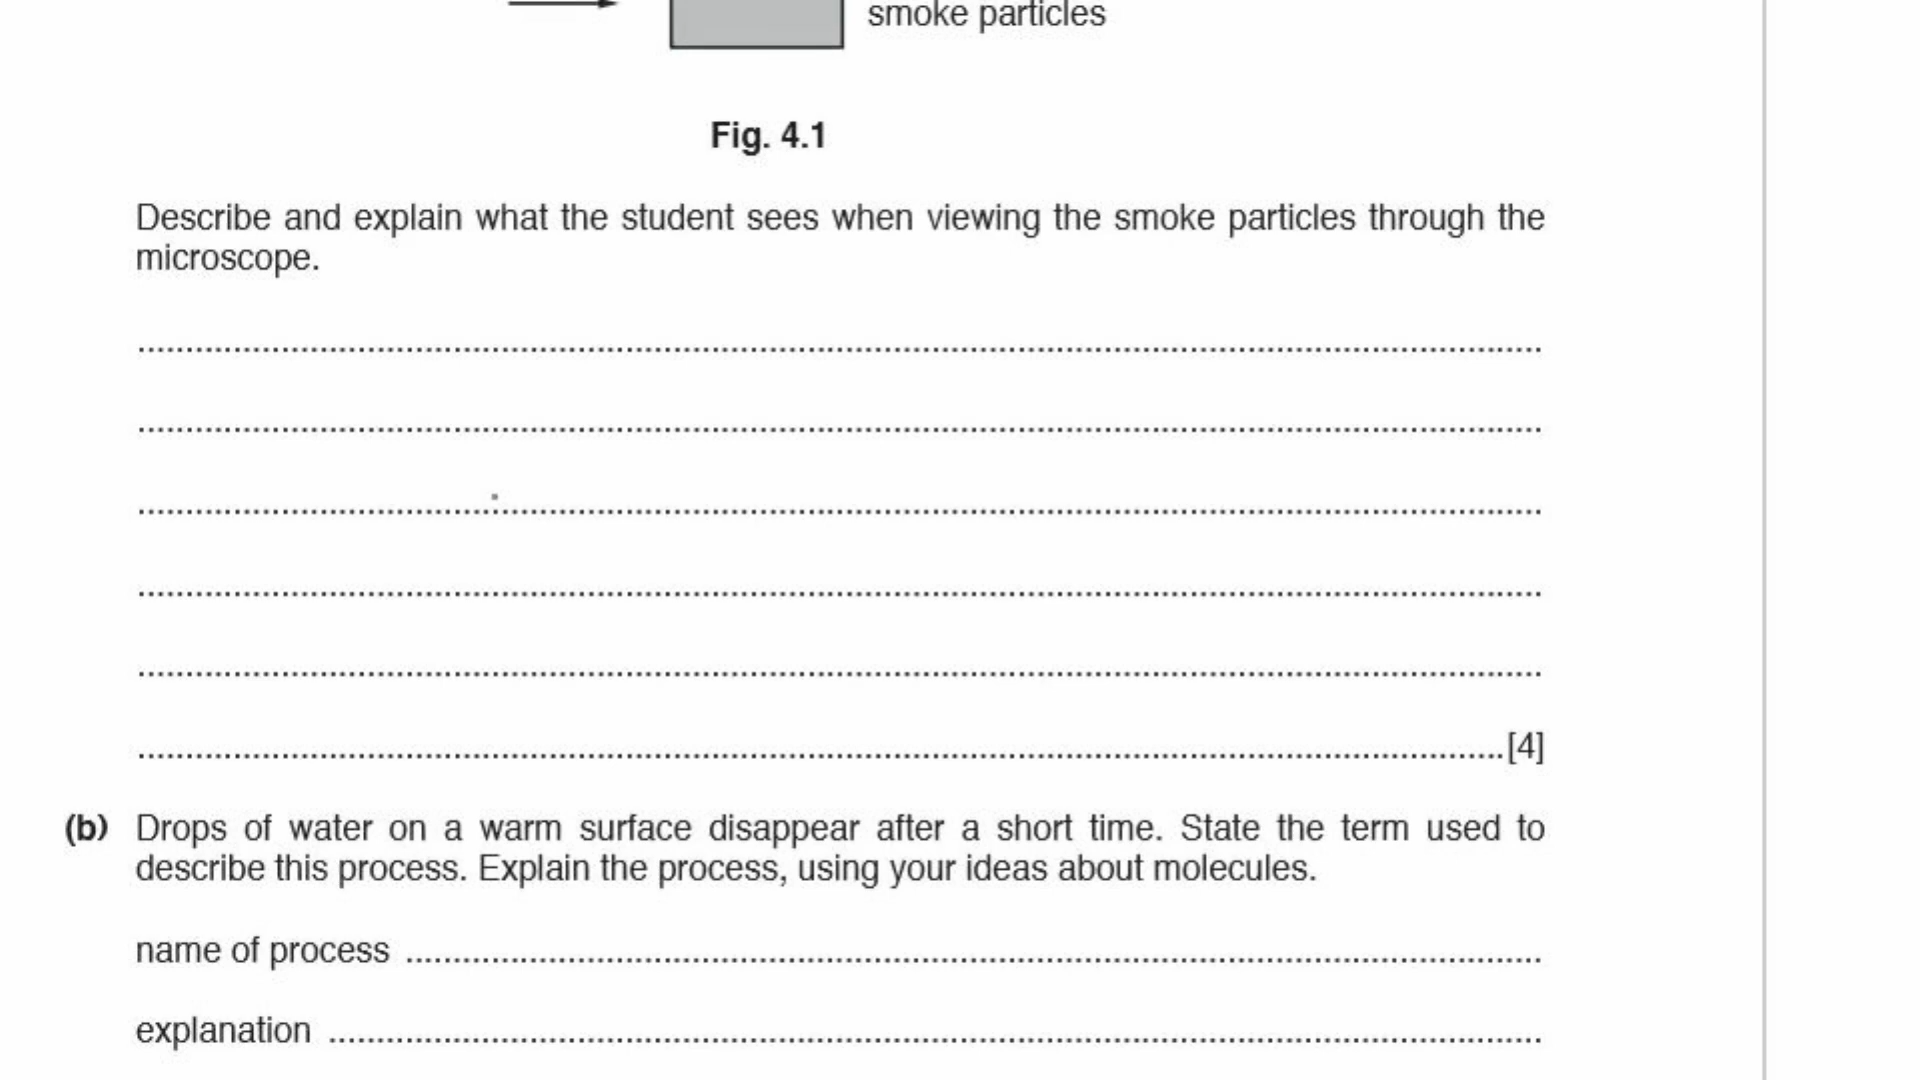 smoke particles
Fig. 4.1
Describe and explain what the student sees when viewing the smoke particles through the
microscope.
[4]
(b) Drops of water on a warm surface disappear after a short time. State the term used to
describe this process. Explain the process, using your ideas about molecules.
name of process
explanation